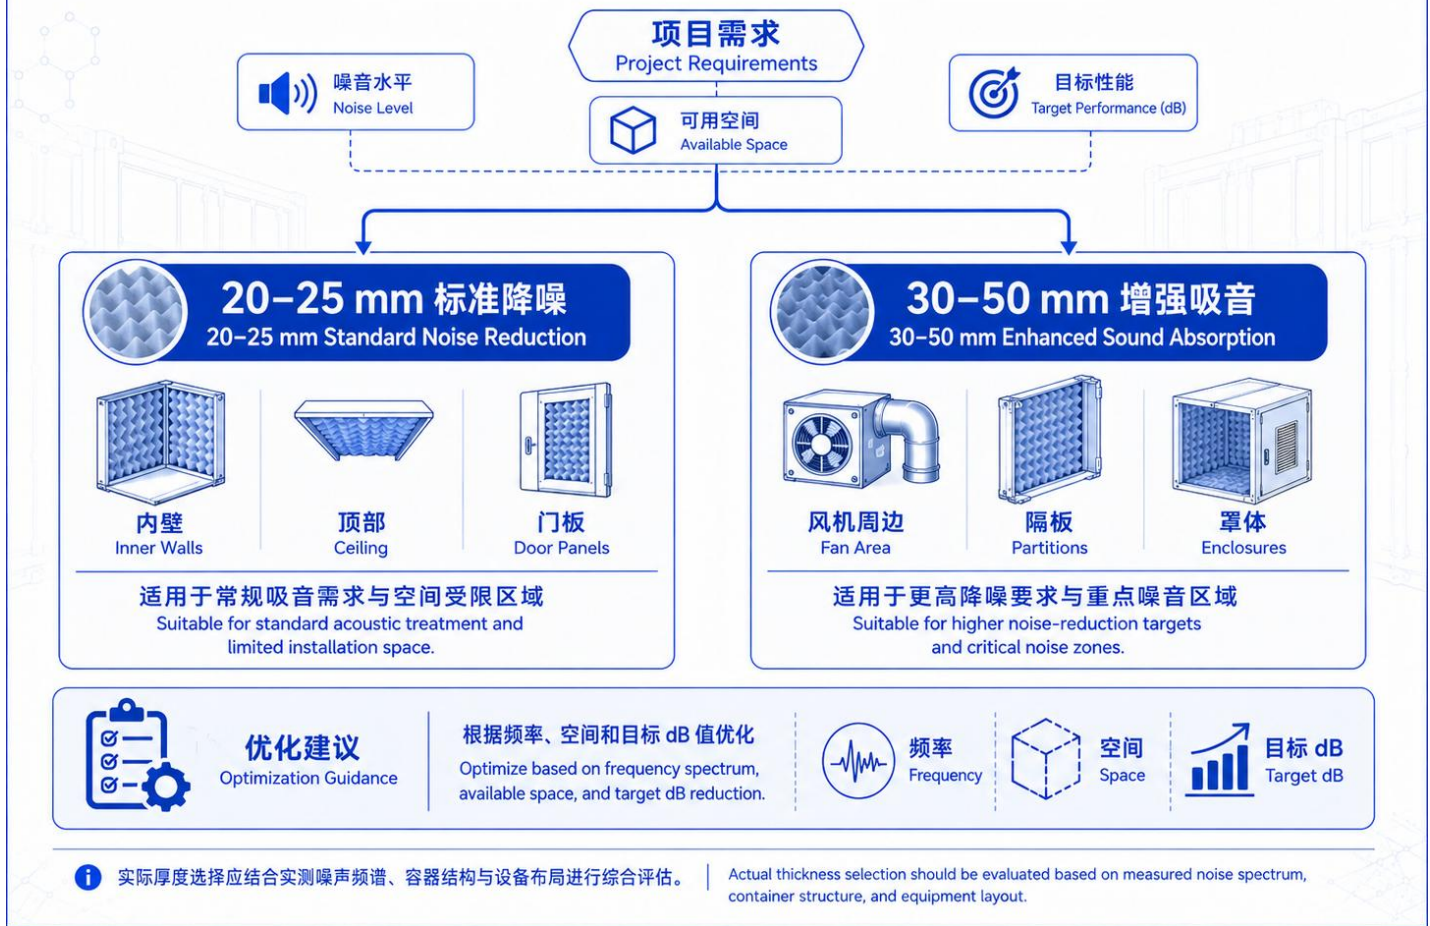 项目需求
Project Requirements
噪音水平
Noise Level
可用空间
Available Space
目标性能
Target Performance (dB)
20–25 mm 标准降噪
20–25 mm Standard Noise Reduction
内壁
Inner Walls
顶部
Ceiling
门板
Door Panels
适用于常规吸音需求与空间受限区域
Suitable for standard acoustic treatment and
limited installation space.
30–50 mm 增强吸音
30–50 mm Enhanced Sound Absorption
风机周边
Fan Area
隔板
Partitions
罩体
Enclosures
适用于更高降噪要求与重点噪音区域
Suitable for higher noise-reduction targets
and critical noise zones.
优化建议
Optimization Guidance
根据频率、空间和目标 dB 值优化
Optimize based on frequency spectrum,
available space, and target dB reduction.
频率
Frequency
空间
Space
目标 dB
Target dB
实际厚度选择应结合实测噪声频谱、容器结构与设备布局进行综合评估。
Actual thickness selection should be evaluated based on measured noise spectrum,
container structure, and equipment layout.